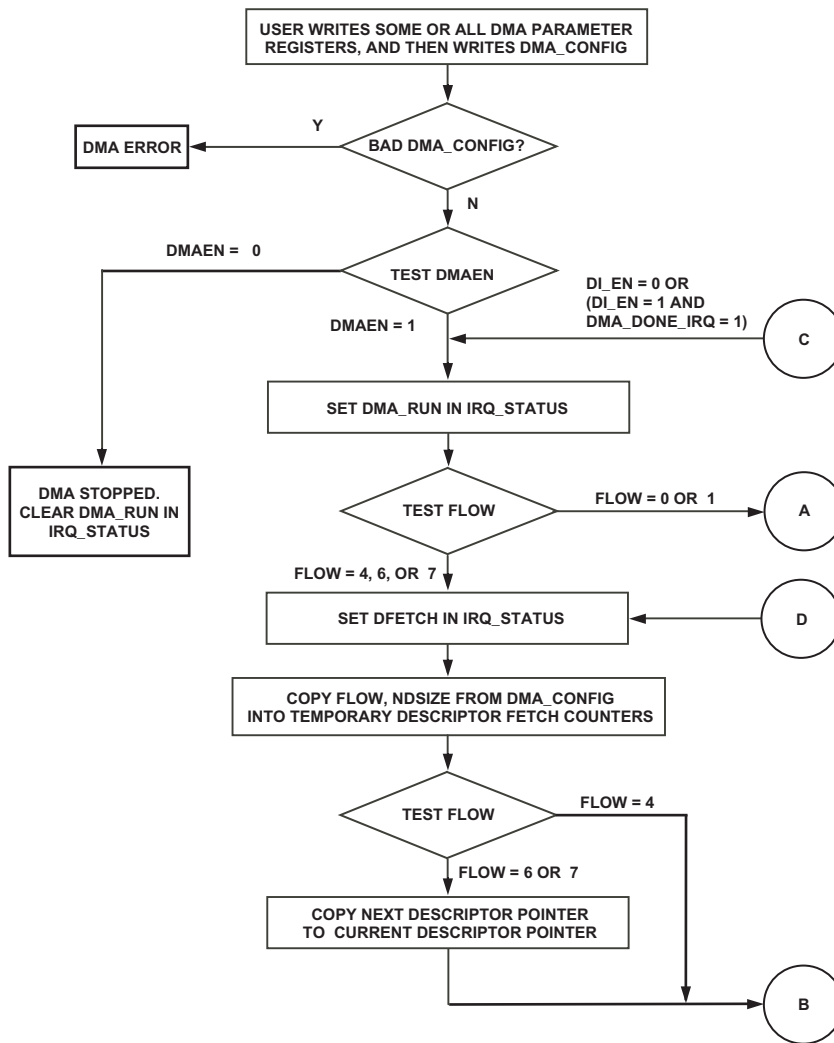 USER WRITES SOME OR ALL DMA PARAMETER
REGISTERS, AND THEN WRITES DMA_CONFIG
Y
DMA ERROR
BAD DMA_CONFIG?
N
DMAEN = 0
TEST DMAEN
DI_EN = 0 OR
(DI_EN = 1 AND
DMA_DONE_IRQ = 1)
DMAEN = 1
C
SET DMA_RUN IN IRQ_STATUS
DMA STOPPED.
CLEAR DMA_RUN IN
IRQ_STATUS
TEST FLOW
FLOW = 0 OR 1
A
FLOW = 4, 6, OR 7
SET DFETCH IN IRQ_STATUS
D
COPY FLOW, NDSIZE FROM DMA_CONFIG
INTO TEMPORARY DESCRIPTOR FETCH COUNTERS
TEST FLOW
FLOW = 4
FLOW = 6 OR 7
COPY NEXT DESCRIPTOR POINTER
TO CURRENT DESCRIPTOR POINTER
B